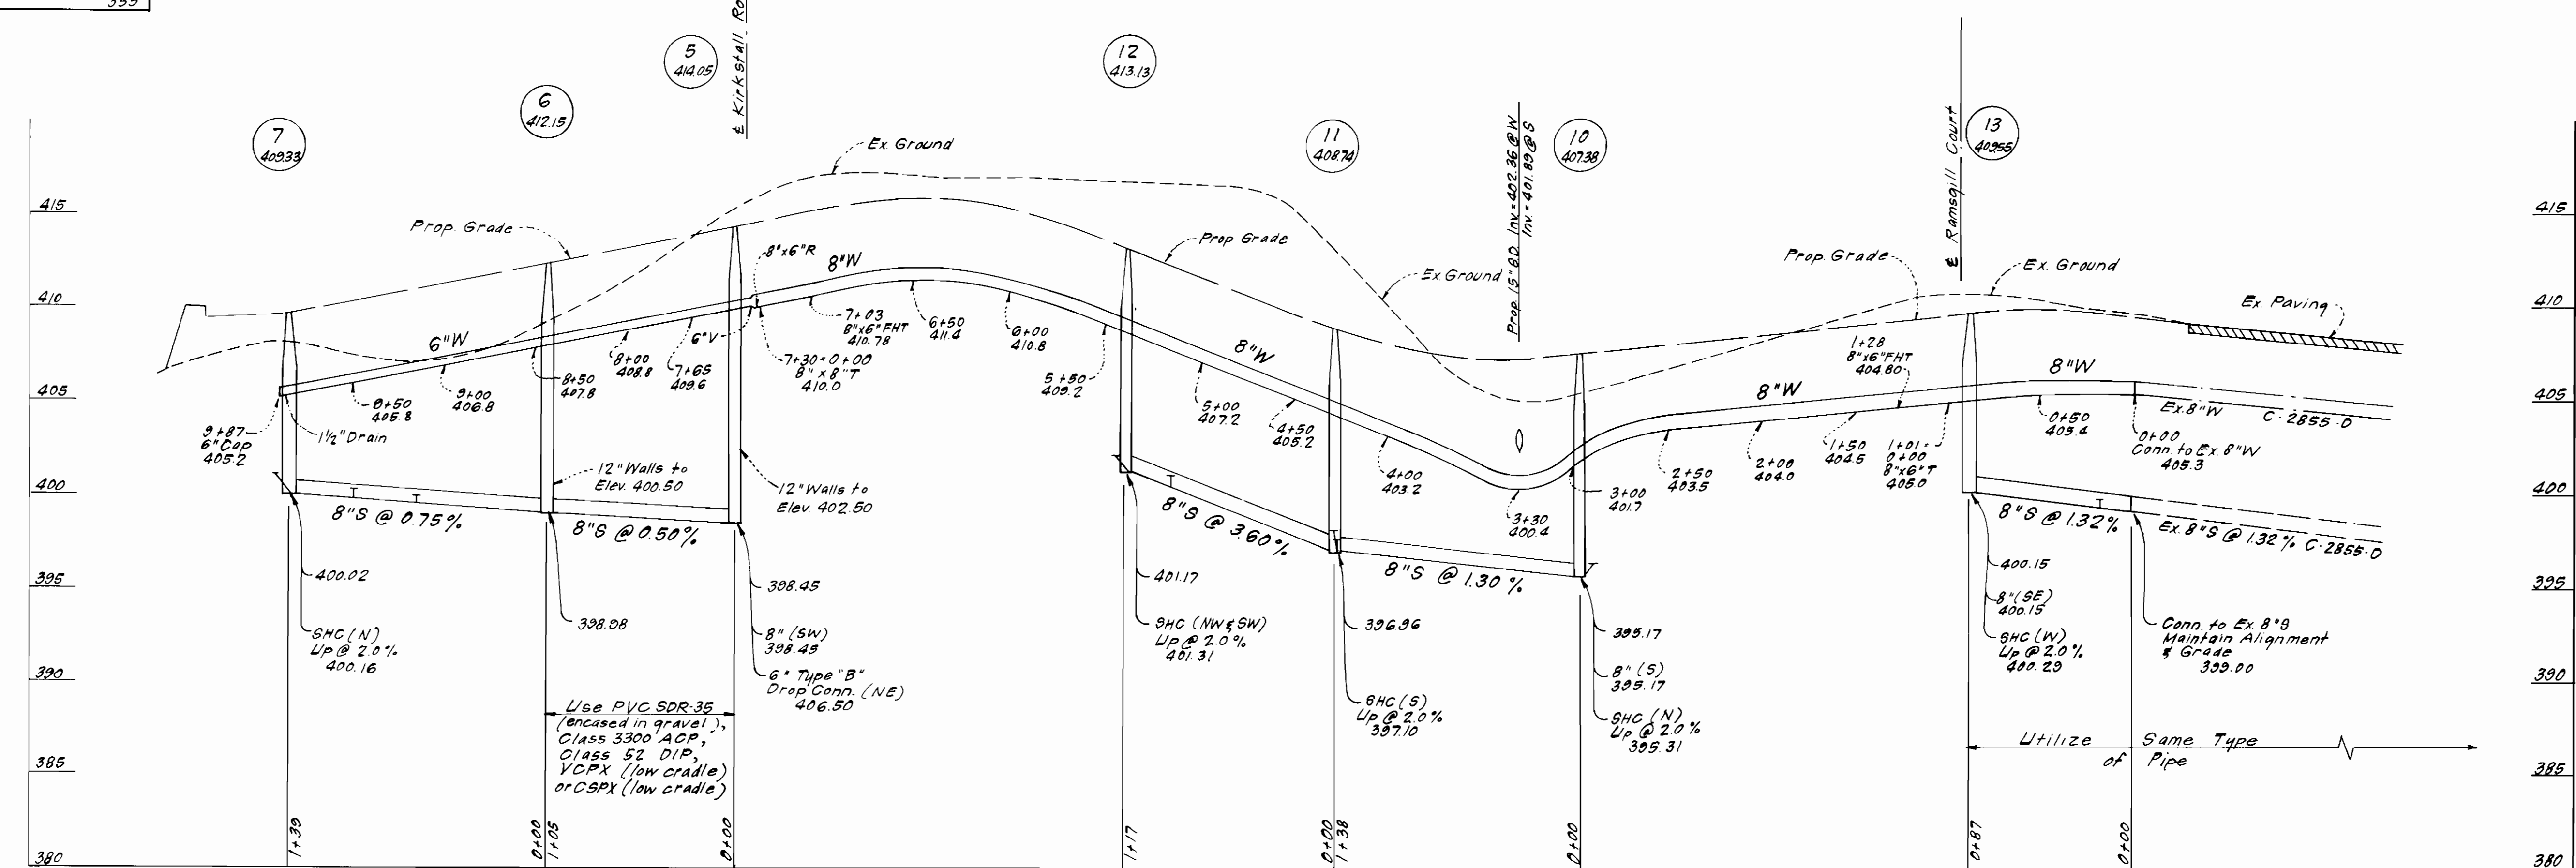 359
7
409.33
6
412.15
5
414.05
℄ Kirkstall Ro
12
413.13
11
408.74
Prop. 15" B.D. Inv = 402.36 @ W
Inv. = 401.89 @ S
10
407.38
℄ Ramsgill Court
13
409.55
Ex. Ground
Prop. Grade
Prop Grade
Ex. Ground
Prop. Grade
Ex. Ground
Ex. Paving
415
410
405
400
395
390
385
380
415
410
405
400
395
390
385
380
6"W
8"W
8"W
8"W
8"W
8"x6"R
6"V
9+87
6"Cap
405.2
1½" Drain
9+50
405.8
9+00
406.8
8+50
407.8
8+00
408.8
7+65
409.6
7+30 = 0+00
8" x 8"T
410.0
7+03
8"x6"FHT
410.78
6+50
411.4
6+00
410.8
5+50
409.2
5+00
407.2
4+50
405.2
4+00
403.2
3+30
400.4
3+00
401.7
2+50
403.5
2+00
404.0
1+50
404.5
1+28
8"x6"FHT
404.80
1+01 =
0+00
8"x6"T
405.0
0+50
405.4
0+00
Conn. to Ex. 8"W
405.3
Ex. 8"W
C-2855-D
12" Walls to
Elev. 400.50
12" Walls to
Elev. 402.50
8"S @ 0.75%
8"S @ 0.50%
8"S @ 3.60%
8"S @ 1.30%
8"S @ 1.32%
Ex. 8"S @ 1.32% C-2855-D
400.02
SHC (N)
Up @ 2.0%
400.16
398.98
398.45
8" (SW)
398.45
6" Type "B"
Drop Conn. (NE)
406.50
Use PVC SDR-35
(encased in gravel),
Class 3300 ACP,
Class 52 DIP,
VCPX (low cradle)
or CSPX (low cradle)
401.17
SHC (NW & SW)
Up @ 2.0%
401.31
396.96
SHC (S)
Up @ 2.0%
397.10
395.17
8" (S)
395.17
SHC (N)
Up @ 2.0%
395.31
400.15
8" (SE)
400.15
SHC (W)
Up @ 2.0%
400.29
Conn. to Ex 8"S
Maintain Alignment
& Grade
399.00
Utilize Same Type
of Pipe
1+39
0+00
1+05
0+00
1+17
0+00
1+38
0+00
0+87
0+00